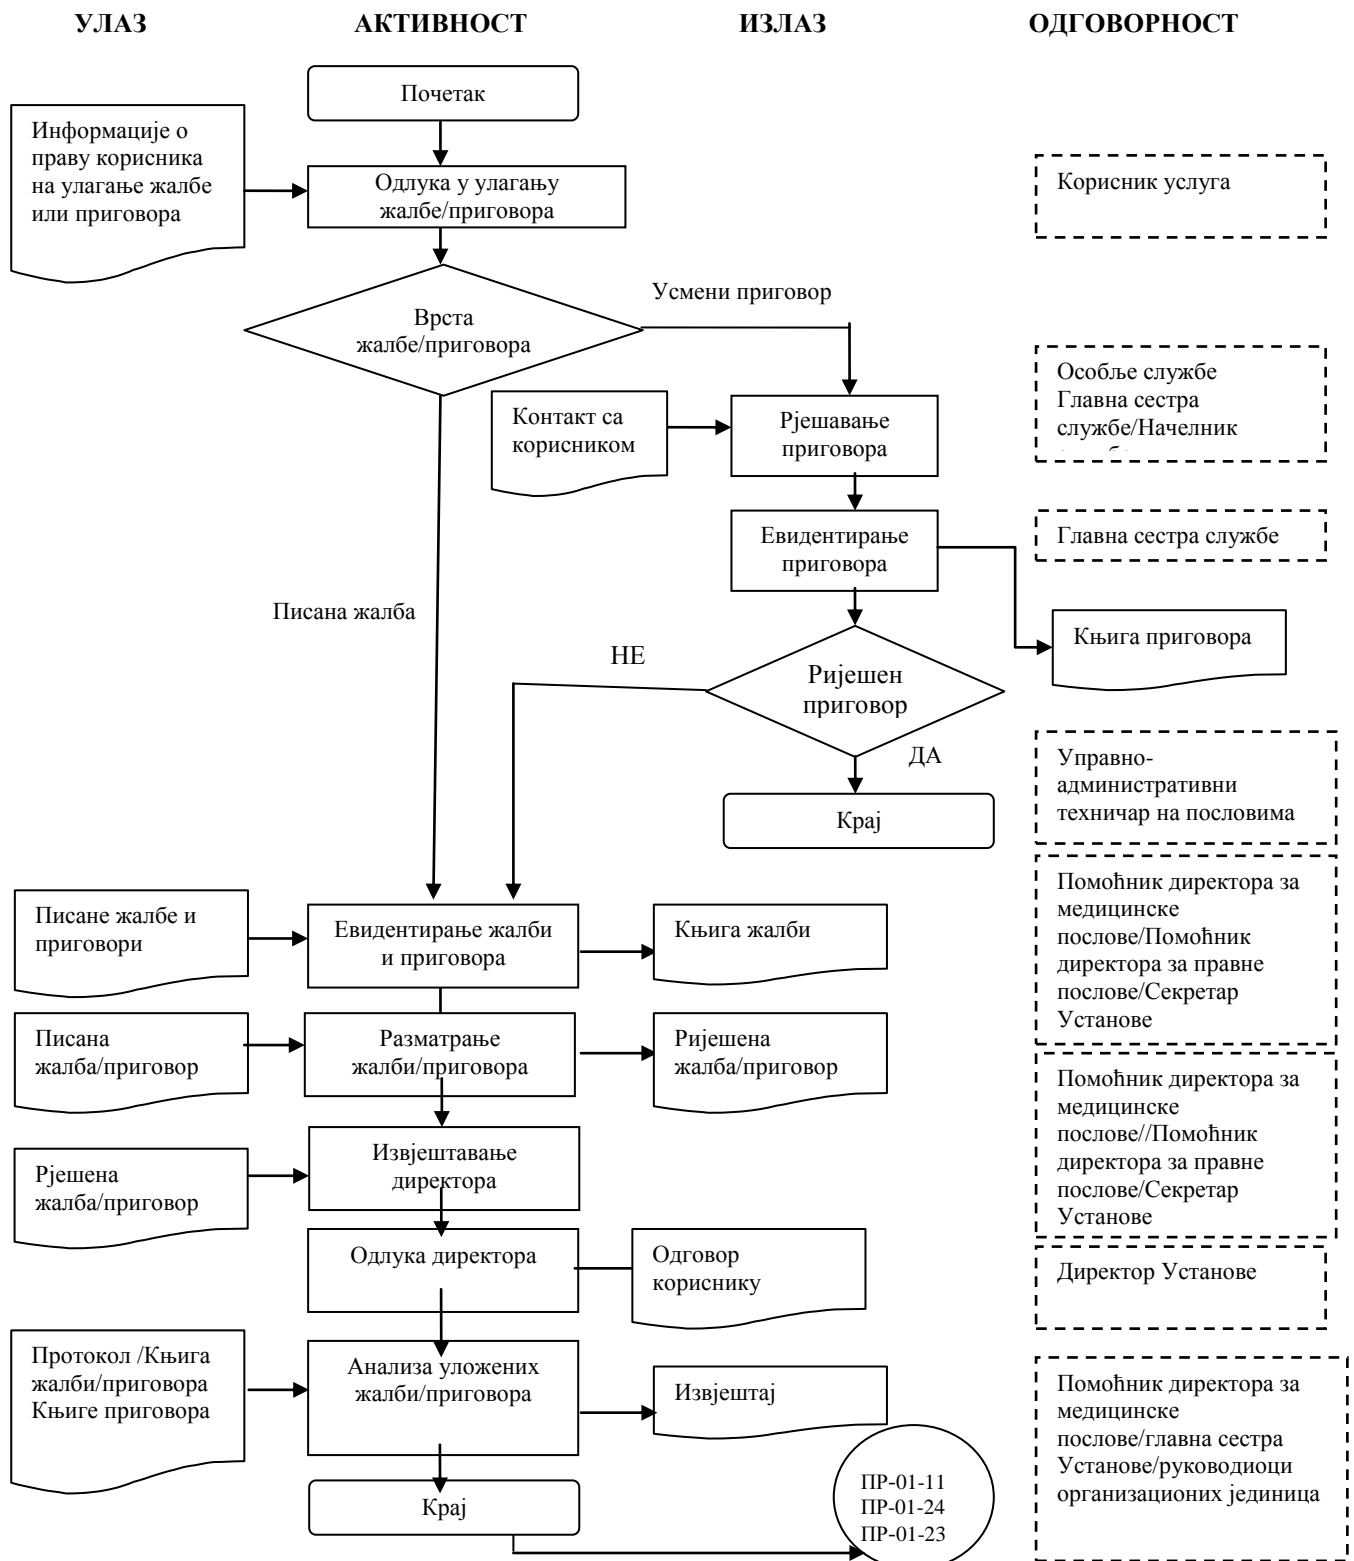 УЛАЗ
АКТИВНОСТ
ИЗЛАЗ
ОДГОВОРНОСТ
Почетак
Информације о
праву корисника
на улагање жалбе
или приговора
Одлука у улагању
жалбе/приговора
Корисник услуга
Врста
жалбе/приговора
Усмени приговор
Особље службе
Главна сестра
службе/Начелник
Контакт са
корисником
Рјешавање
приговора
Евидентирање
приговора
Главна сестра службе
Писана жалба
Књига приговора
НЕ
Ријешен
приговор
ДА
Крај
Управно-
административни
техничар на пословима
Писане жалбе и
приговори
Евидентирање жалби
и приговора
Књига жалби
Помоћник директора за
медицинске
послове/Помоћник
директора за правне
послове/Секретар
Установе
Писана
жалба/приговор
Разматрање
жалби/приговора
Ријешена
жалба/приговор
Помоћник директора за
медицинске
послове//Помоћник
директора за правне
послове/Секретар
Установе
Рјешена
жалба/приговор
Извјештавање
директора
Одлука директора
Одговор
кориснику
Директор Установе
Протокол /Књига
жалби/приговора
Књиге приговора
Анализа уложених
жалби/приговора
Извјештај
Помоћник директора за
медицинске
послове/главна сестра
Установе/руководиоци
организационих јединица
Крај
ПР-01-11
ПР-01-24
ПР-01-23